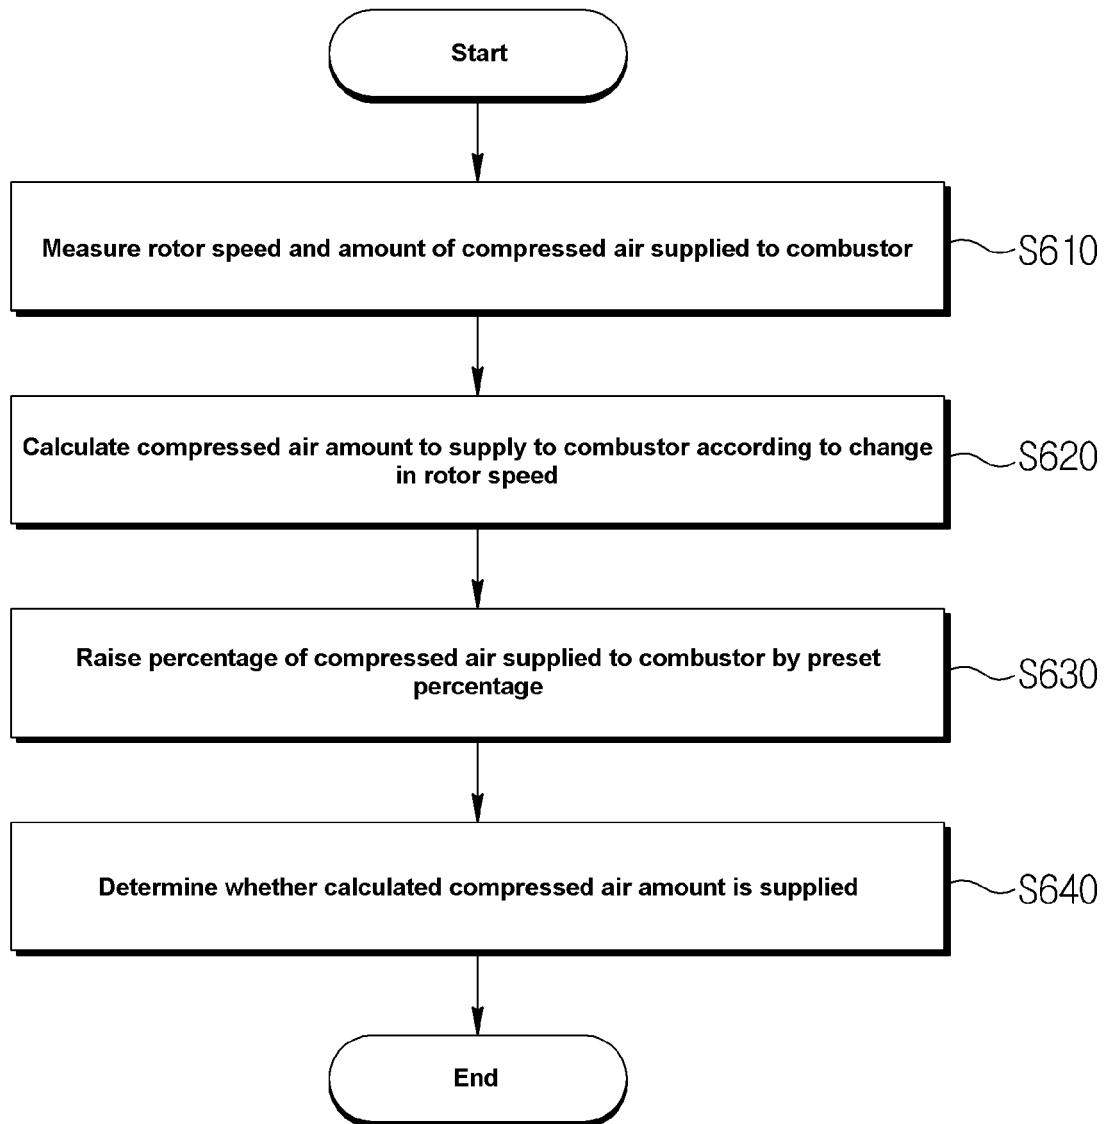 Start
Measure rotor speed and amount of compressed air supplied to combustor
S610
Calculate compressed air amount to supply to combustor according to change
in rotor speed
S620
Raise percentage of compressed air supplied to combustor by preset
percentage
S630
Determine whether calculated compressed air amount is supplied
S640
End